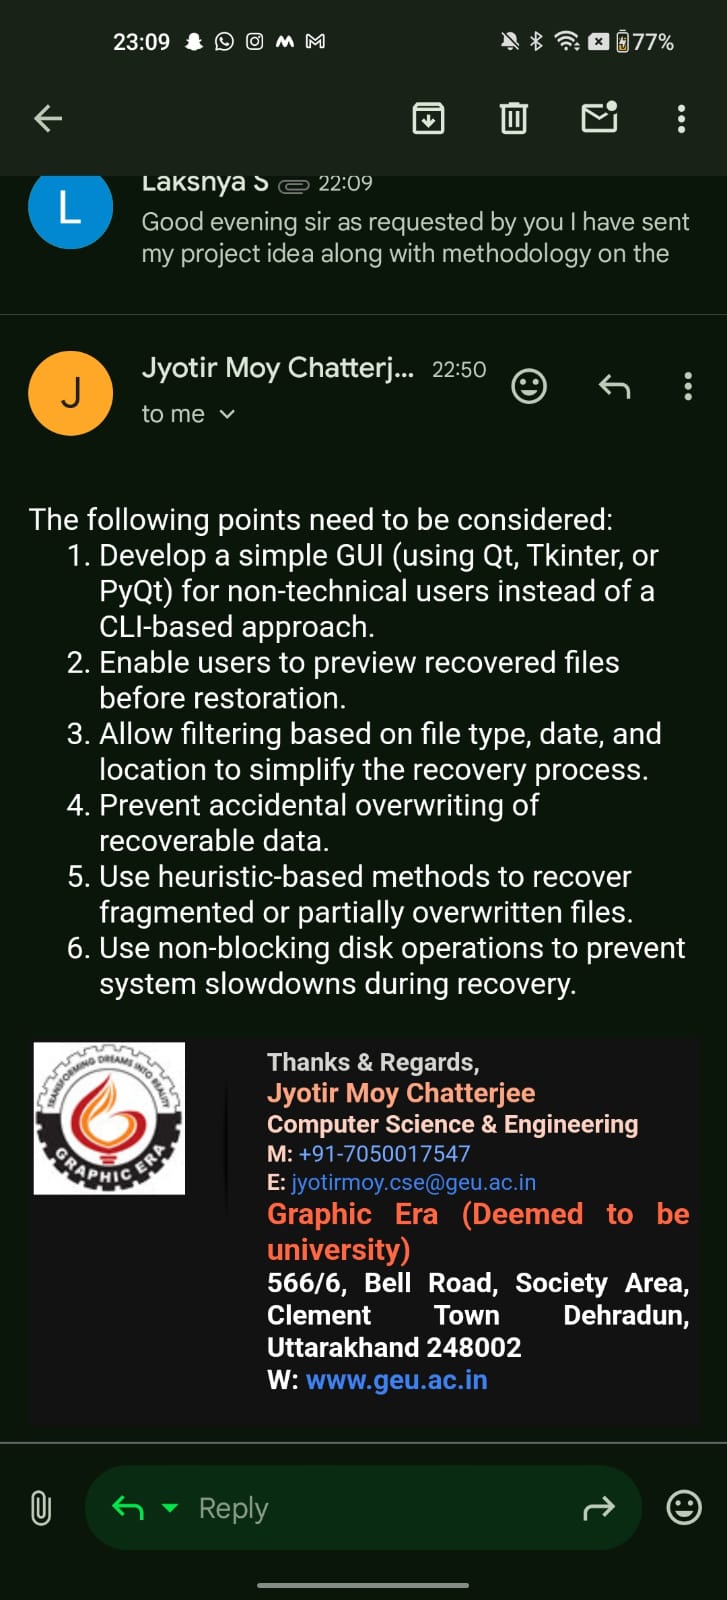 23:09
77%
Lakshya S 22:09
L
Good evening sir as requested by you I have sent
my project idea along with methodology on the
J
Jyotir Moy Chatterj... 22:50
to me
The following points need to be considered:
1. Develop a simple GUI (using Qt, Tkinter, or
PyQt) for non-technical users instead of a
CLI-based approach.
2. Enable users to preview recovered files
before restoration.
3. Allow filtering based on file type, date, and
location to simplify the recovery process.
4. Prevent accidental overwriting of
recoverable data.
5. Use heuristic-based methods to recover
fragmented or partially overwritten files.
6. Use non-blocking disk operations to prevent
system slowdowns during recovery.
TRANSFORMING DREAMS INTO REALITY
GRAPHIC ERA
Thanks & Regards,
Jyotir Moy Chatterjee
Computer Science & Engineering
M: +91-7050017547
E: jyotirmoy.cse@geu.ac.in
Graphic Era (Deemed to be
university)
566/6, Bell Road, Society Area,
Clement Town Dehradun,
Uttarakhand 248002
W: www.geu.ac.in
Reply